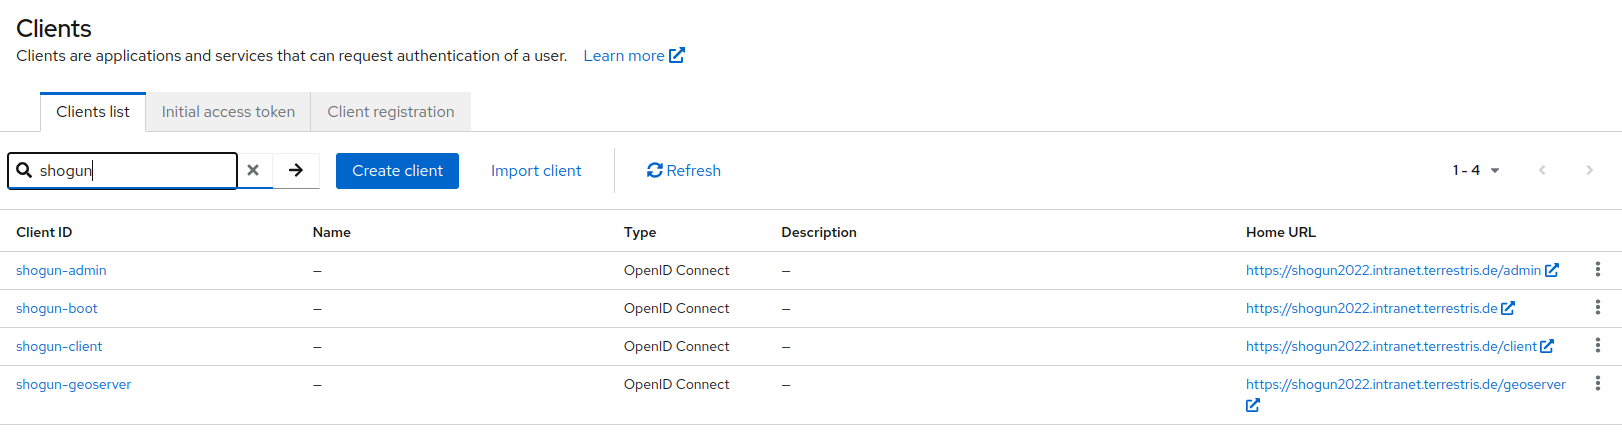 Clients
Clients are applications and services that can request authentication of a user. Learn more
Clients list Initial access token Client registration
shogun Create client Import client Refresh 1 - 4
Client ID Name Type Description Home URL
shogun-admin – OpenID Connect – https://shogun2022.intranet.terrestris.de/admin
shogun-boot – OpenID Connect – https://shogun2022.intranet.terrestris.de
shogun-client – OpenID Connect – https://shogun2022.intranet.terrestris.de/client
shogun-geoserver – OpenID Connect – https://shogun2022.intranet.terrestris.de/geoserver